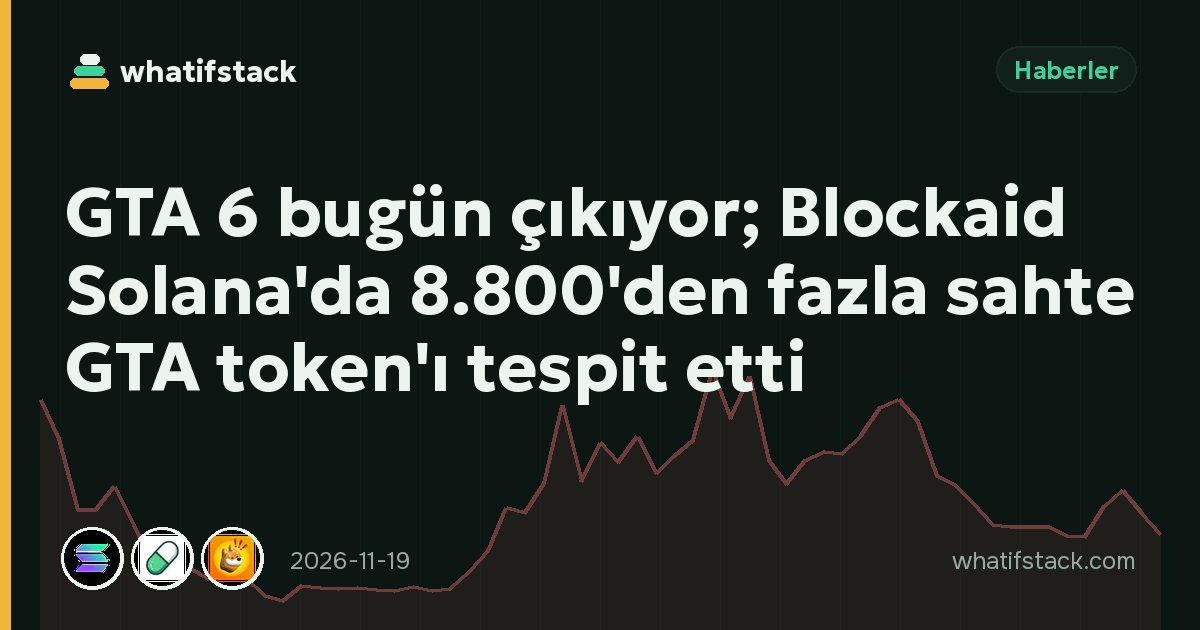 whatifstack
Haberler
GTA 6 bugün çıkıyor; Blockaid
Solana'da 8.800'den fazla sahte
GTA token'ı tespit etti
2026-11-19
whatifstack.com